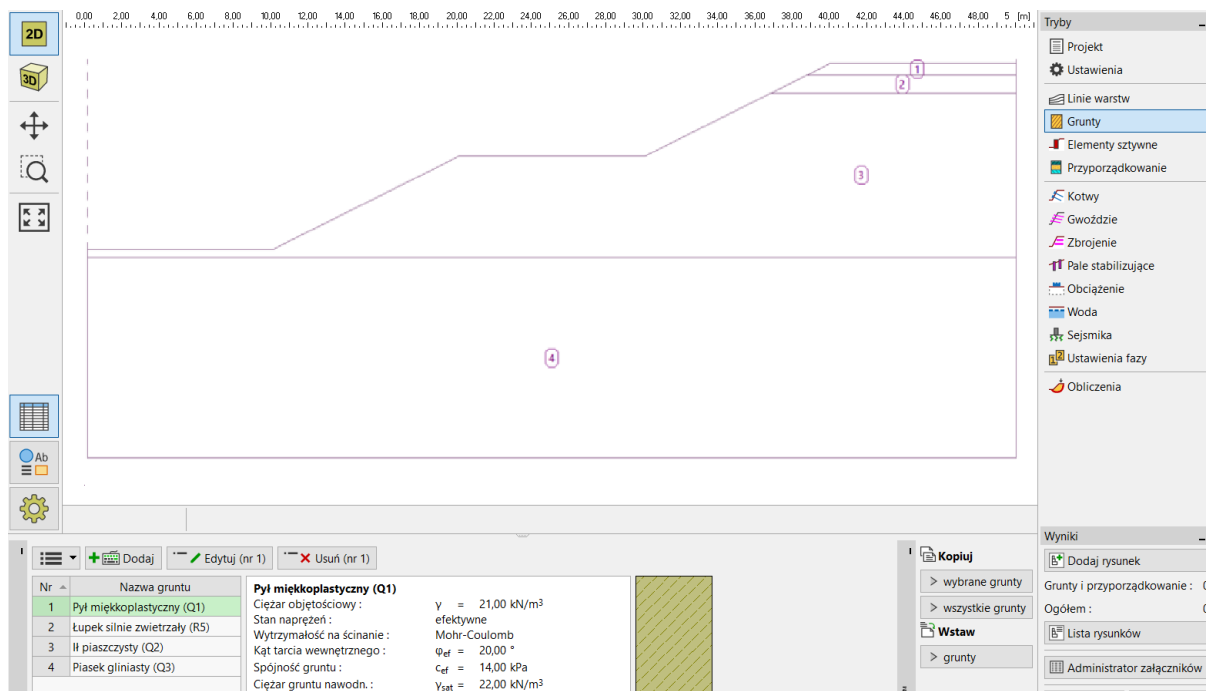 0,00 2,00 4,00 6,00 8,00 10,00 12,00 14,00 16,00 18,00 20,00 22,00 24,00 26,00 28,00 30,00 32,00 34,00 36,00 38,00 40,00 42,00 44,00 46,00 48,00 5 [m]
2D
3D
1
2
3
4
Ab
Tryby
Projekt
Ustawienia
Linie warstw
Grunty
Elementy sztywne
Przyporządkowanie
Kotwy
Gwoździe
Zbrojenie
Pale stabilizujące
Obciążenie
Woda
Sejsmika
Ustawienia fazy
Obliczenia
Dodaj
Edytuj (nr 1)
Usuń (nr 1)
Nr Nazwa gruntu
1 Pył miękkoplastyczny (Q1)
2 Łupek silnie zwietrzały (R5)
3 Ił piaszczysty (Q2)
4 Piasek gliniasty (Q3)
Pył miękkoplastyczny (Q1)
Ciężar objętościowy : γ = 21,00 kN/m³
Stan naprężeń : efektywne
Wytrzymałość na ścinanie : Mohr-Coulomb
Kąt tarcia wewnętrznego : φef = 20,00 °
Spójność gruntu : cef = 14,00 kPa
Ciężar gruntu nawodn. : γsat = 22,00 kN/m³
Kopiuj
> wybrane grunty
> wszystkie grunty
Wstaw
> grunty
Wyniki
Dodaj rysunek
Grunty i przyporządkowanie :
Ogółem :
Lista rysunków
Administrator załączników